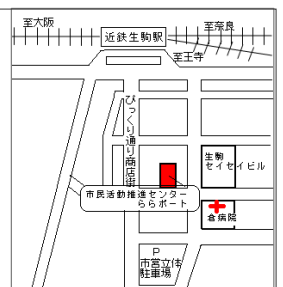 至大阪
近鉄生駒駅
至奈良
至王寺
びっくり通り商店街
生駒
セイセイビル
市民活動推進センター
ららポート
倉病院
P
市営立体
駐車場